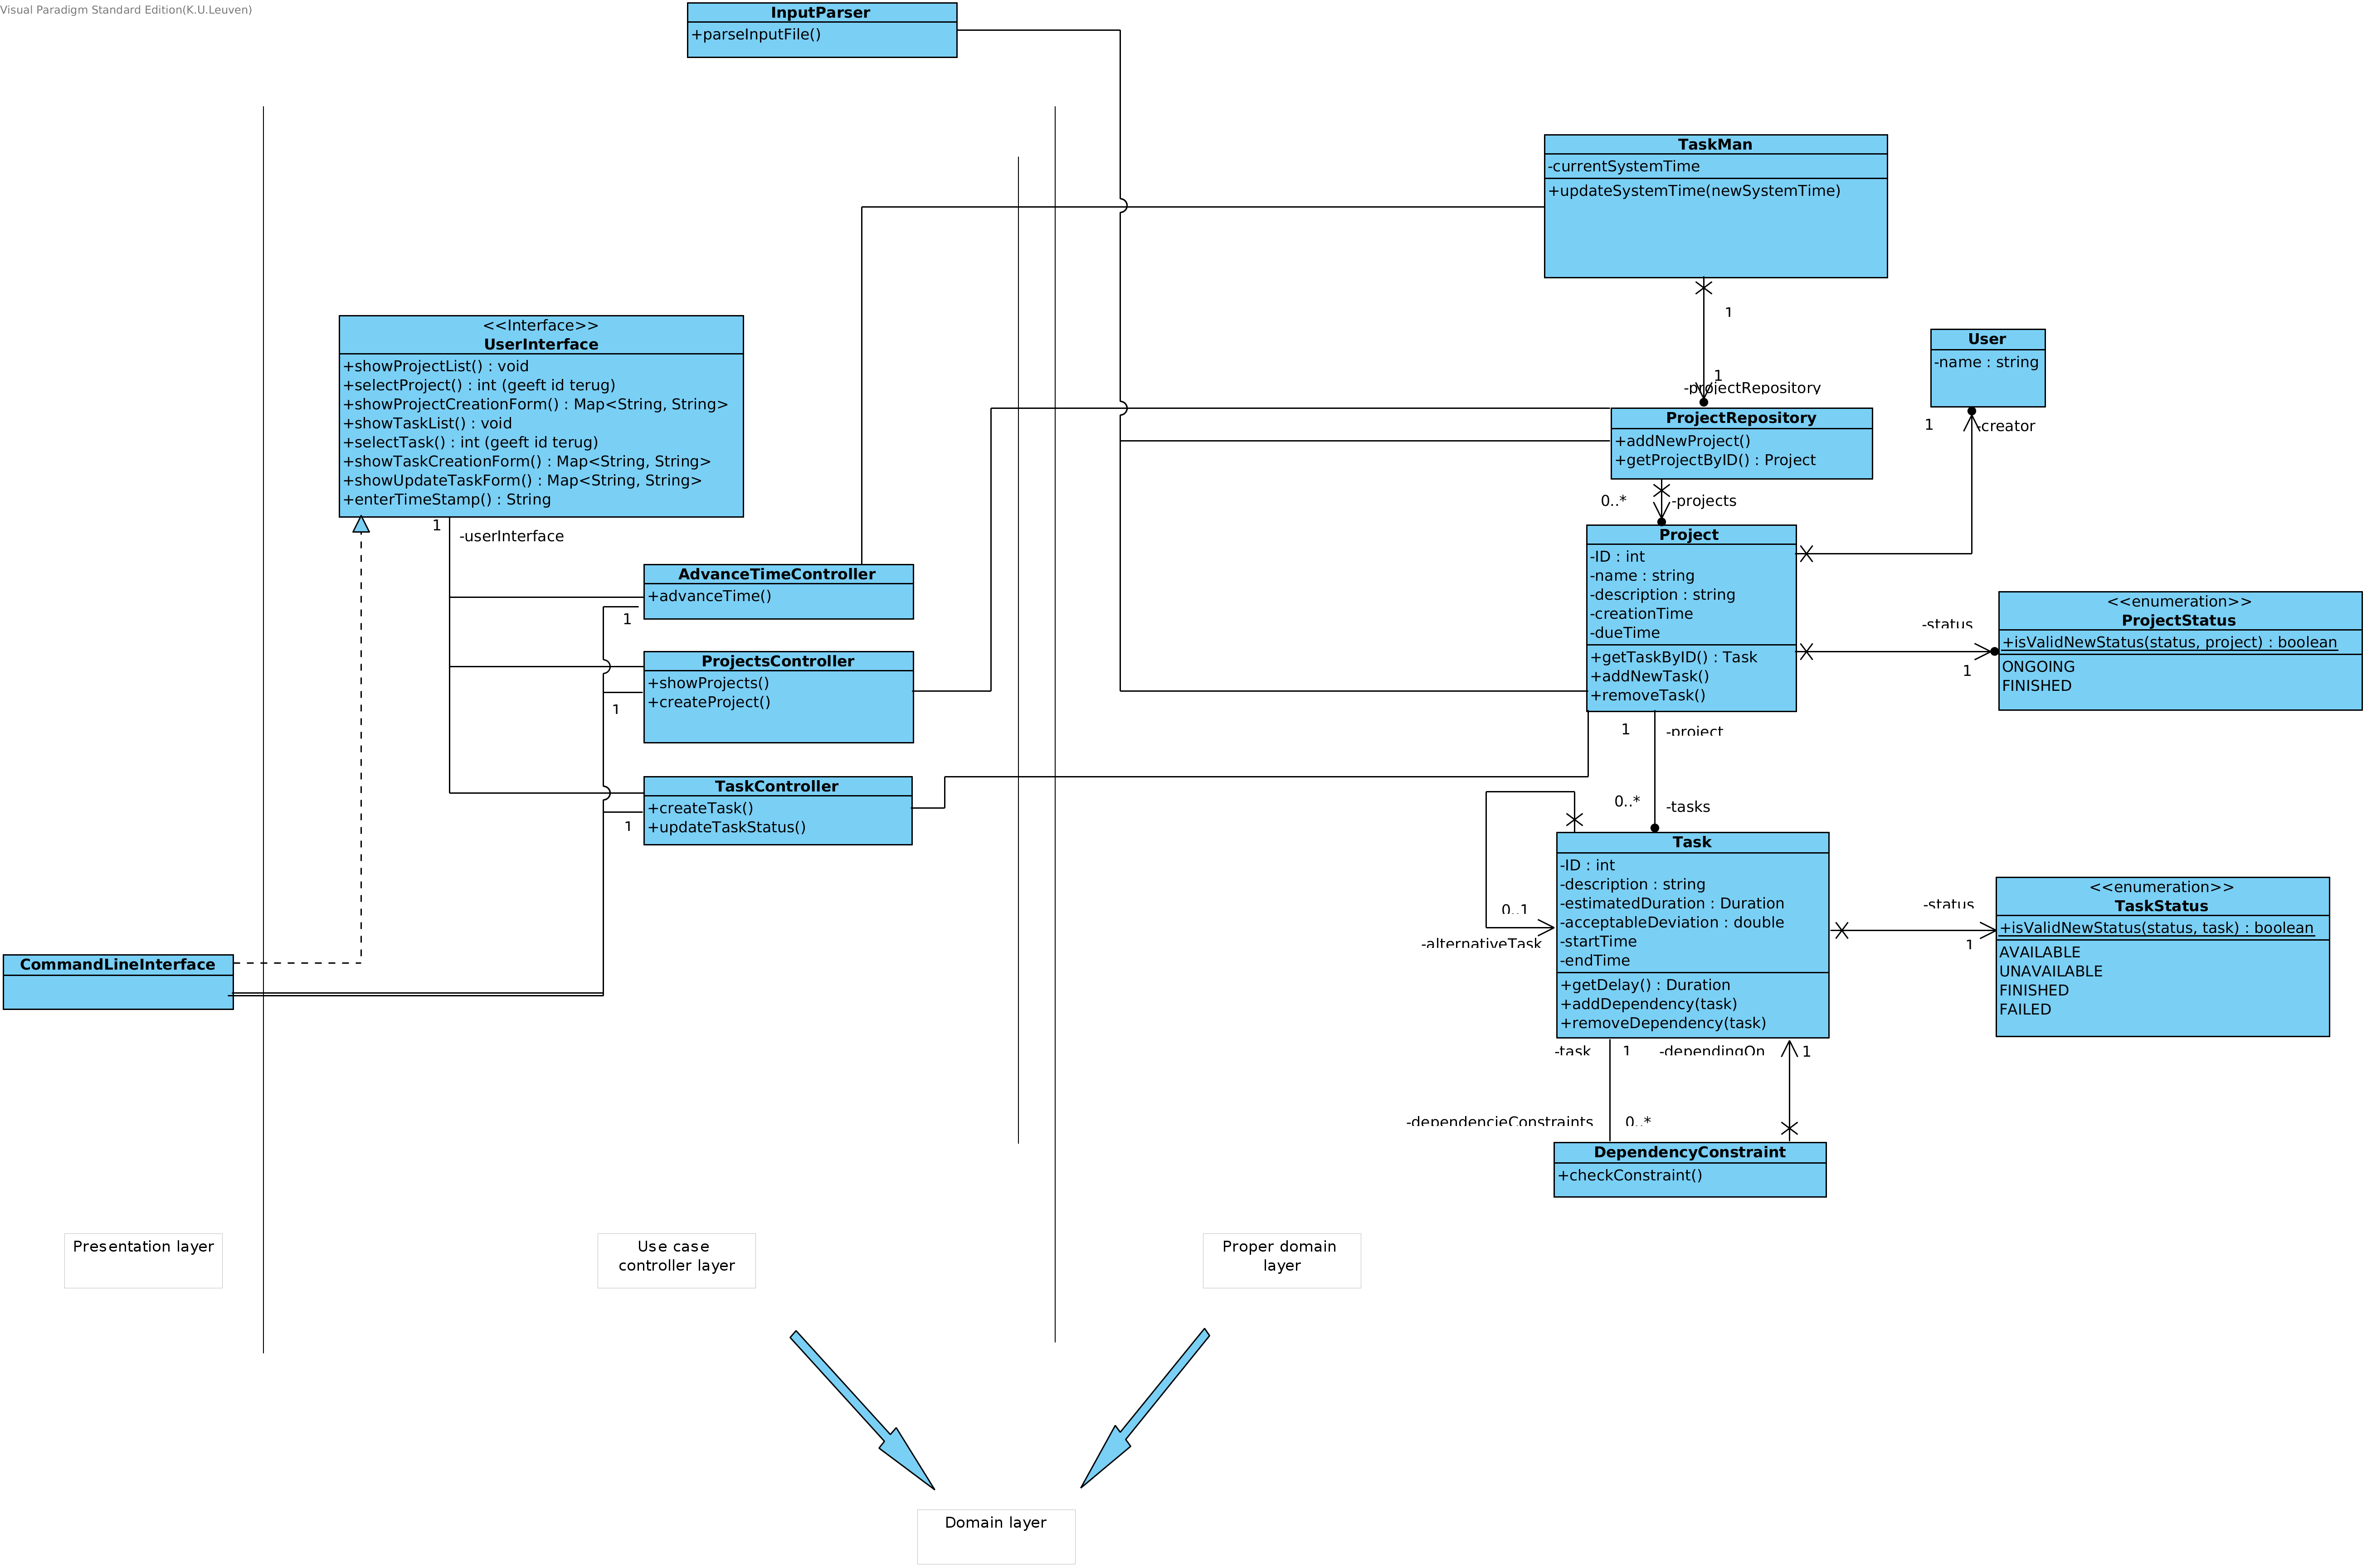 Visual Paradigm Standard Edition(K.U.Leuven)
InputParser
+parseInputFile()
TaskMan
-currentSystemTime
+updateSystemTime(newSystemTime)
1
1
-projectRepository
<<Interface>>
UserInterface
+showProjectList() : void
+selectProject() : int (geeft id terug)
+showProjectCreationForm() : Map<String, String>
+showTaskList() : void
+selectTask() : int (geeft id terug)
+showTaskCreationForm() : Map<String, String>
+showUpdateTaskForm() : Map<String, String>
+enterTimeStamp() : String
1
-userInterface
User
-name : string
1
-creator
ProjectRepository
+addNewProject()
+getProjectByID() : Project
0..*
-projects
Project
-ID : int
-name : string
-description : string
-creationTime
-dueTime
+getTaskByID() : Task
+addNewTask()
+removeTask()
<<enumeration>>
ProjectStatus
+isValidNewStatus(status, project) : boolean
ONGOING
FINISHED
-status
1
AdvanceTimeController
+advanceTime()
1
ProjectsController
+showProjects()
+createProject()
1
TaskController
+createTask()
+updateTaskStatus()
1
1
-project
0..*
-tasks
Task
-ID : int
-description : string
-estimatedDuration : Duration
-acceptableDeviation : double
-startTime
-endTime
+getDelay() : Duration
+addDependency(task)
+removeDependency(task)
0..1
-alternativeTask
-status
1
<<enumeration>>
TaskStatus
+isValidNewStatus(status, task) : boolean
AVAILABLE
UNAVAILABLE
FINISHED
FAILED
CommandLineInterface
-task
1
-dependingOn
1
-dependencieConstraints
0..*
DependencyConstraint
+checkConstraint()
Presentation layer
Use case
controller layer
Proper domain
layer
Domain layer